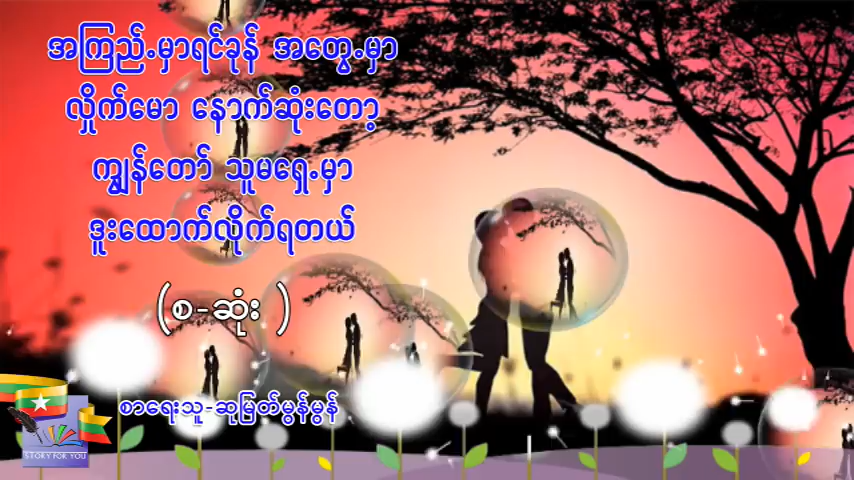 အကြည့်မှာရင်ခုန် အတွေ့မှာ
လှိုက်မော နောက်ဆုံးတော့
ကျွန်တော် သူမရှေ့မှာ
ဒူးထောက်လိုက်ရတယ်
(စ-ဆုံး )
စာရေးသူ-ဆုမြတ်မွန်မွန်
STORY FOR YOU